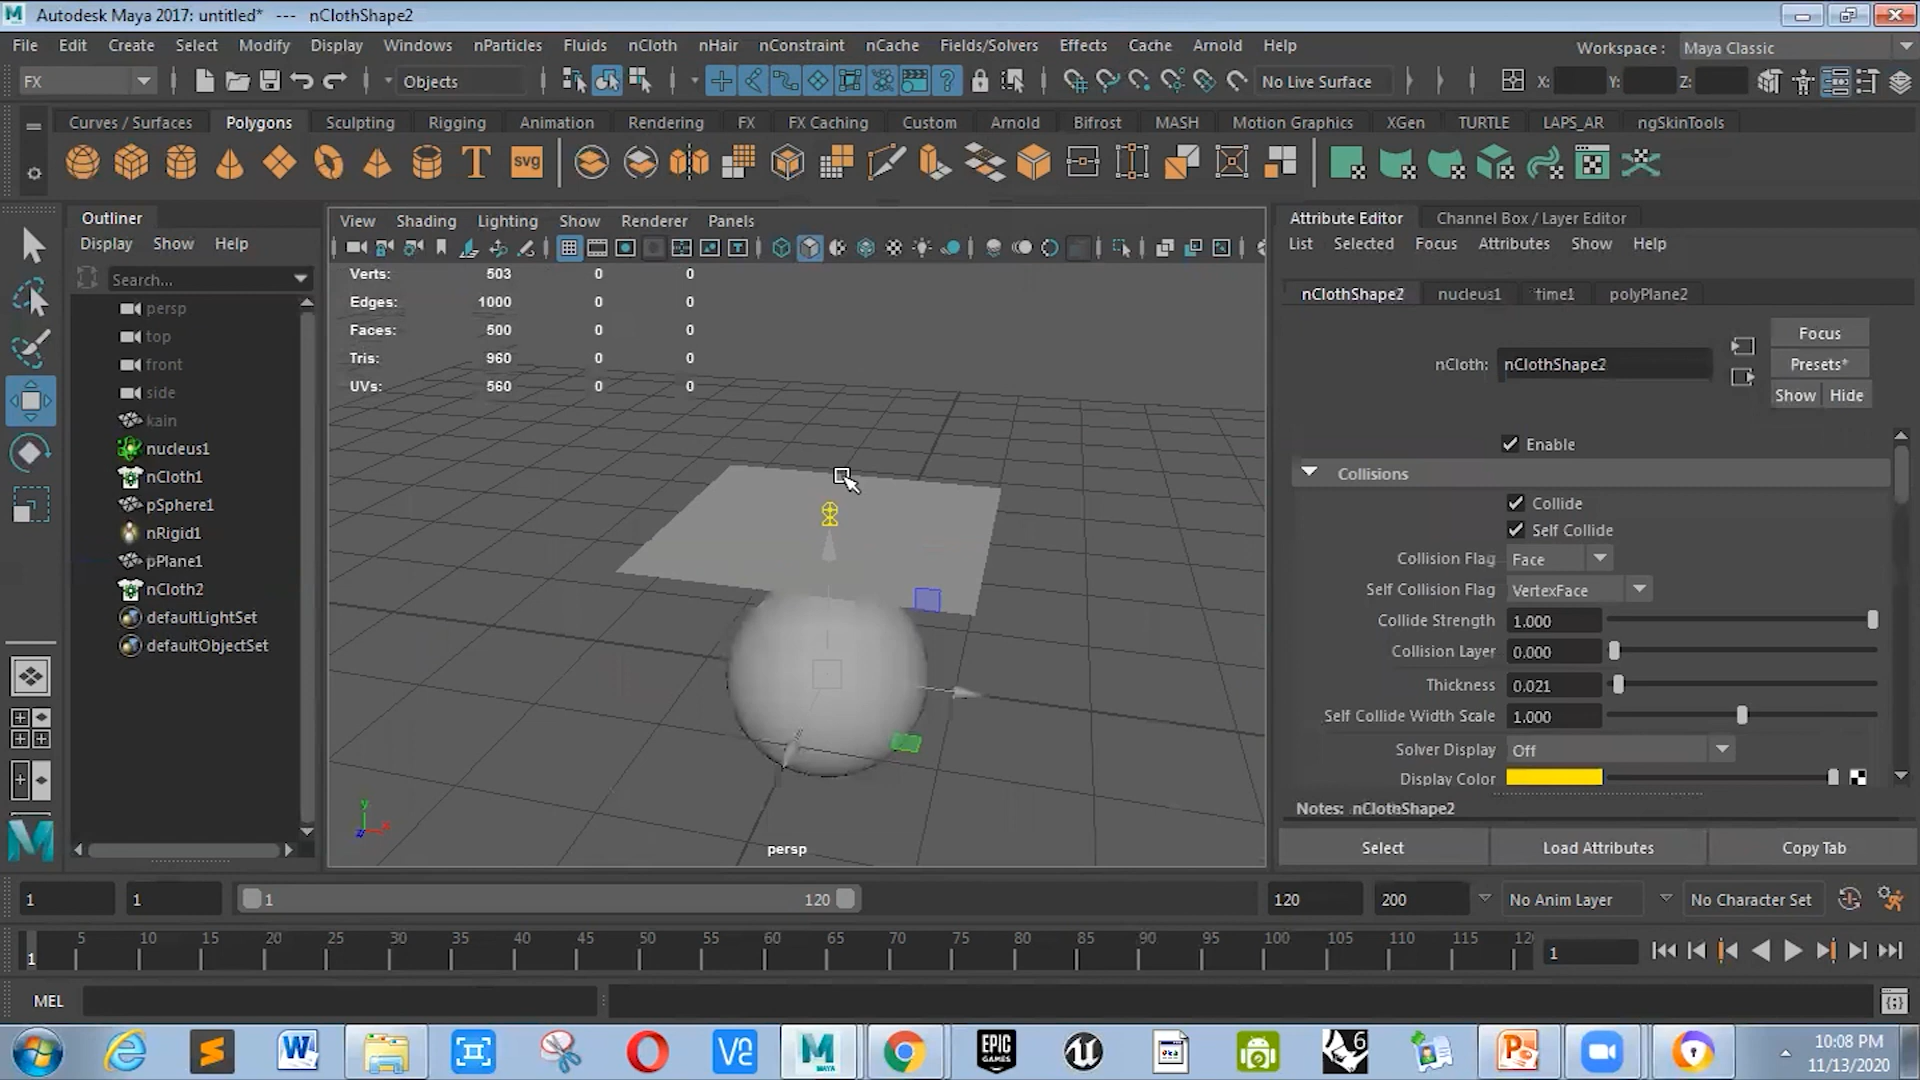 Autodesk Maya 2017: untitled* --- nClothShape2
File Edit Create Select Modify Display Windows nParticles Fluids nCloth nHair nConstraint nCache Fields/Solvers Effects Cache Arnold Help Workspace : Maya Classic
FX Objects No Live Surface X: Y: Z:
Curves / Surfaces Polygons Sculpting Rigging Animation Rendering FX FX Caching Custom Arnold Bifrost MASH Motion Graphics XGen TURTLE LAPS_AR ngSkinTools
T svg
Outliner
Display Show Help
Search...
persp
top
front
side
kain
nucleus1
nCloth1
pSphere1
nRigid1
pPlane1
nCloth2
defaultLightSet
defaultObjectSet
View Shading Lighting Show Renderer Panels
Verts: 503 0 0
Edges: 1000 0 0
Faces: 500 0 0
Tris: 960 0 0
UVs: 560 0 0
persp
Attribute Editor Channel Box / Layer Editor
List Selected Focus Attributes Show Help
nClothShape2 nucleus1 time1 polyPlane2
Focus
nCloth: nClothShape2 Presets*
Show Hide
Enable
Collisions
Collide
Self Collide
Collision Flag Face
Self Collision Flag VertexFace
Collide Strength 1.000
Collision Layer 0.000
Thickness 0.021
Self Collide Width Scale 1.000
Solver Display Off
Display Color
Notes: nClothShape2
Select Load Attributes Copy Tab
1 1 1 120 120 200 No Anim Layer No Character Set
5 10 15 20 25 30 35 40 45 50 55 60 65 70 75 80 85 90 95 100 105 110 115 12
1 1
MEL
10:08 PM
11/13/2020